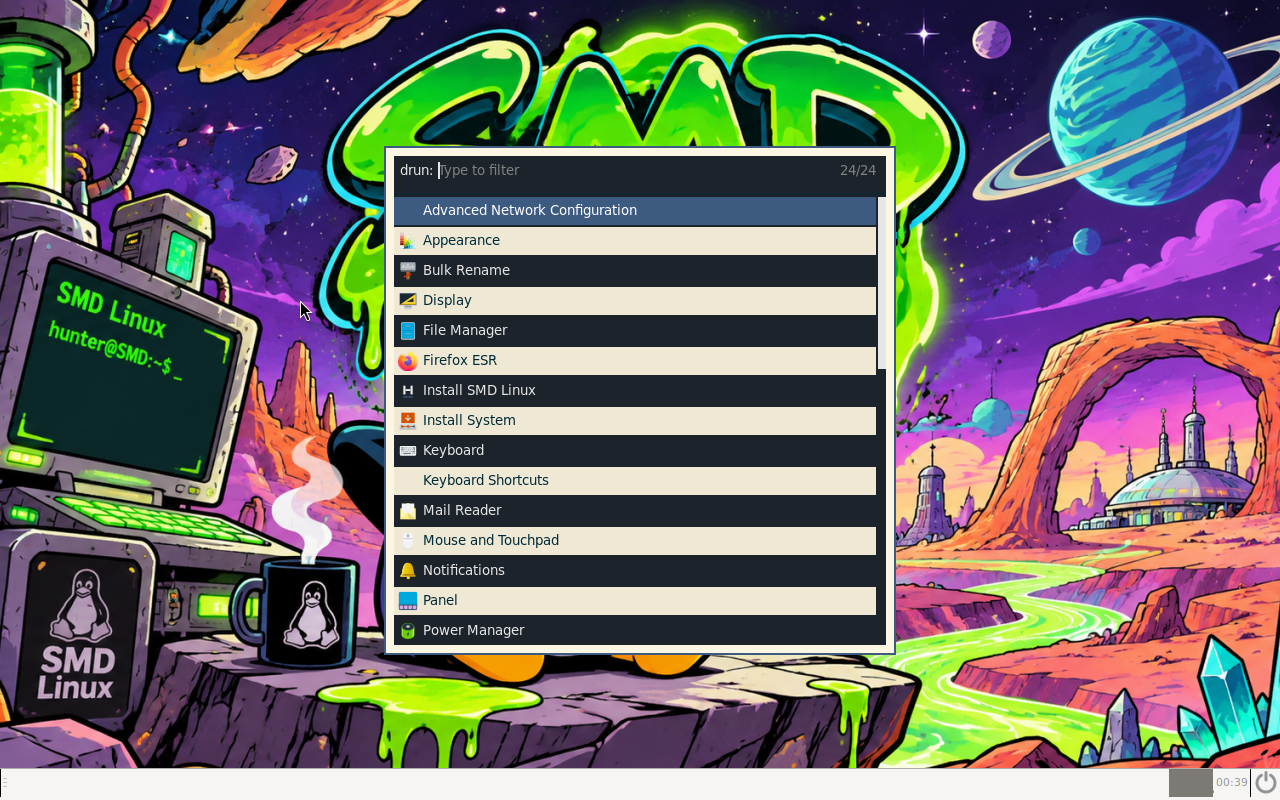 SMD
SMD Linux
hunter@SMD:~$_
SMD
Linux
drun: Type to filter 24/24
Advanced Network Configuration
Appearance
Bulk Rename
Display
File Manager
Firefox ESR
Install SMD Linux
Install System
Keyboard
Keyboard Shortcuts
Mail Reader
Mouse and Touchpad
Notifications
Panel
Power Manager
00:39